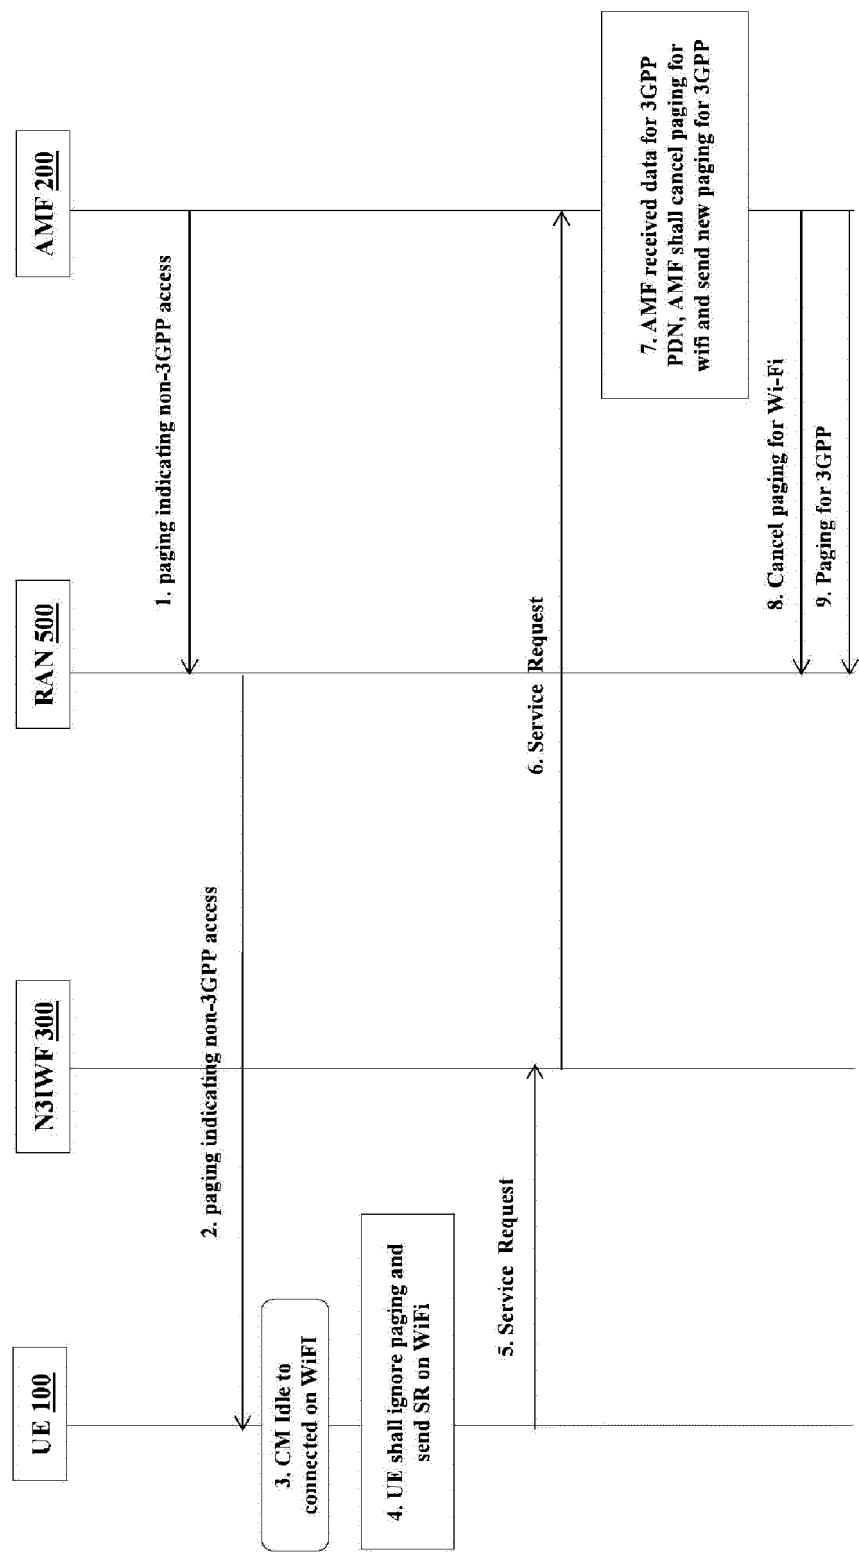 UE 100
N3IWF 300
RAN 500
AMF 200
1. paging indicating non-3GPP access
2. paging indicating non-3GPP access
3. CM Idle to
connected on WiFI
4. UE shall ignore paging and
send SR on WiFi
5. Service Request
6. Service Request
7. AMF received data for 3GPP
PDN, AMF shall cancel paging for
wifi and send new paging for 3GPP
8. Cancel paging for Wi-Fi
9. Paging for 3GPP